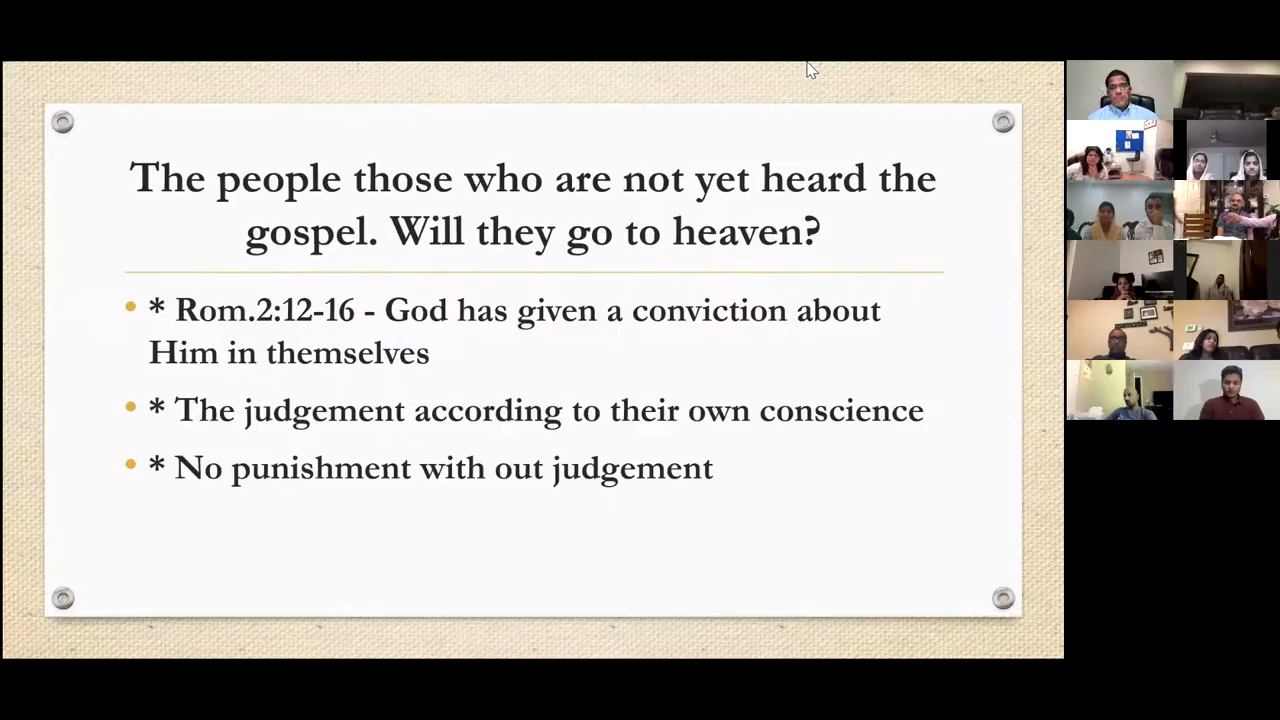 The people those who are not yet heard the
gospel. Will they go to heaven?
* Rom.2:12-16 - God has given a conviction about
Him in themselves
* The judgement according to their own conscience
* No punishment with out judgement